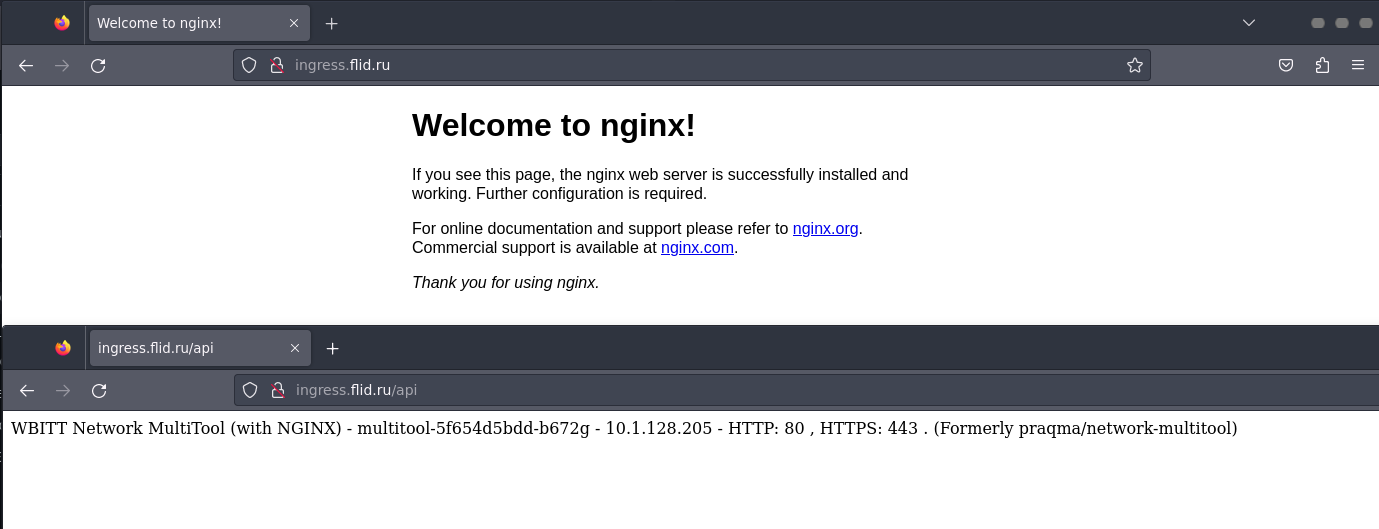 Welcome to nginx!
ingress.flid.ru
Welcome to nginx!
If you see this page, the nginx web server is successfully installed and
working. Further configuration is required.
For online documentation and support please refer to nginx.org.
Commercial support is available at nginx.com.
Thank you for using nginx.
ingress.flid.ru/api
ingress.flid.ru/api
WBITT Network MultiTool (with NGINX) - multitool-5f654d5bdd-b672g - 10.1.128.205 - HTTP: 80 , HTTPS: 443 . (Formerly praqma/network-multitool)